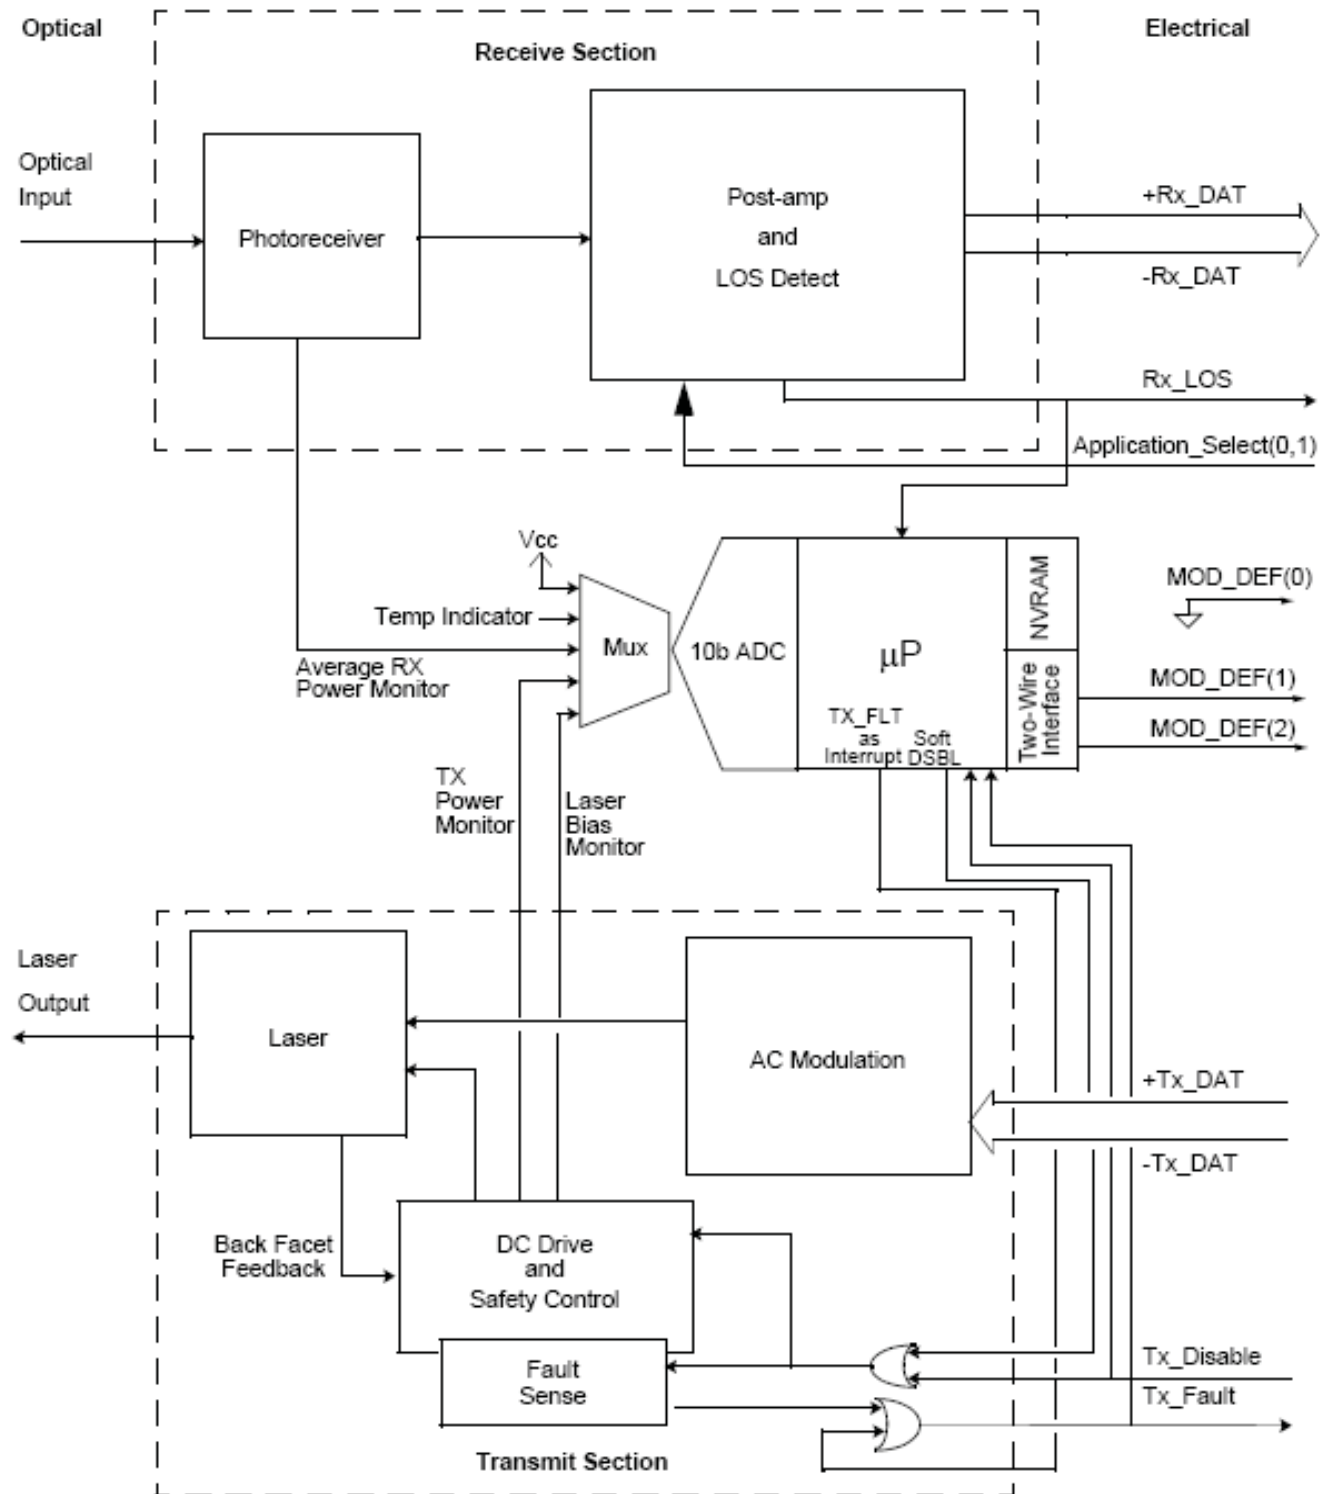 Optical
Receive Section
Electrical
Optical
Input
Photoreceiver
Post-amp
and
LOS Detect
+Rx_DAT
-Rx_DAT
Rx_LOS
Application_Select(0,1)
Vcc
Temp Indicator
Average RX
Power Monitor
Mux
10b ADC
µP
TX_FLT
as
Interrupt
Soft
DSBL
NVRAM
Two-Wire
Interface
MOD_DEF(0)
MOD_DEF(1)
MOD_DEF(2)
TX
Power
Monitor
Laser
Bias
Monitor
Laser
Output
Laser
AC Modulation
+Tx_DAT
-Tx_DAT
Back Facet
Feedback
DC Drive
and
Safety Control
Fault
Sense
Tx_Disable
Tx_Fault
Transmit Section